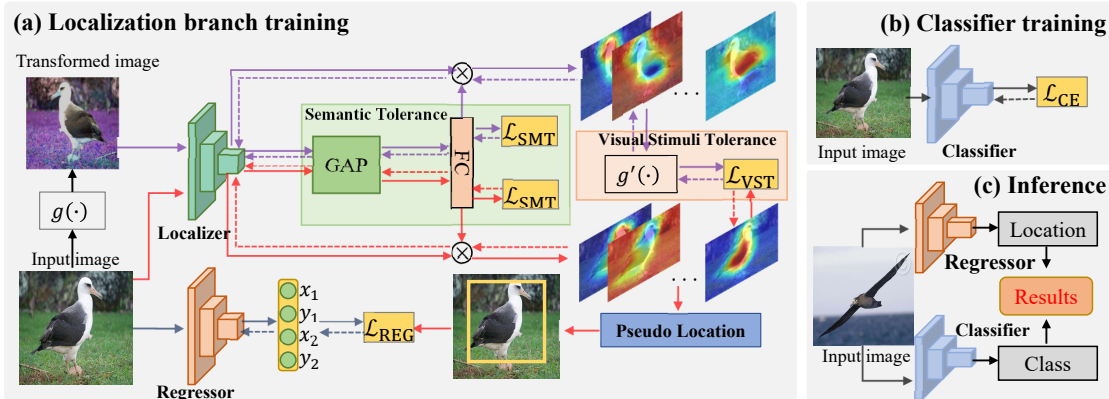 (a) Localization branch training
Transformed image
g(·)
Input image
Localizer
Semantic Tolerance
GAP
FC
ℒSMT
ℒSMT
. . .
Visual Stimuli Tolerance
g′(·)
ℒVST
. . .
Pseudo Location
Regressor
x1
y1
x2
y2
ℒREG
(b) Classifier training
Input image
Classifier
ℒCE
(c) Inference
Input image
Regressor
Location
Results
Classifier
Class